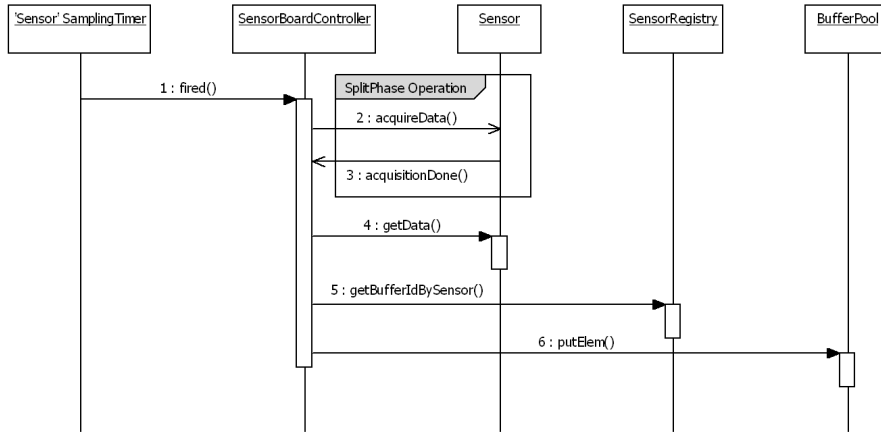 'Sensor' SamplingTimer
SensorBoardController
Sensor
SensorRegistry
BufferPool
1 : fired()
SplitPhase Operation
2 : acquireData()
3 : acquisitionDone()
4 : getData()
5 : getBufferIdBySensor()
6 : putElem()